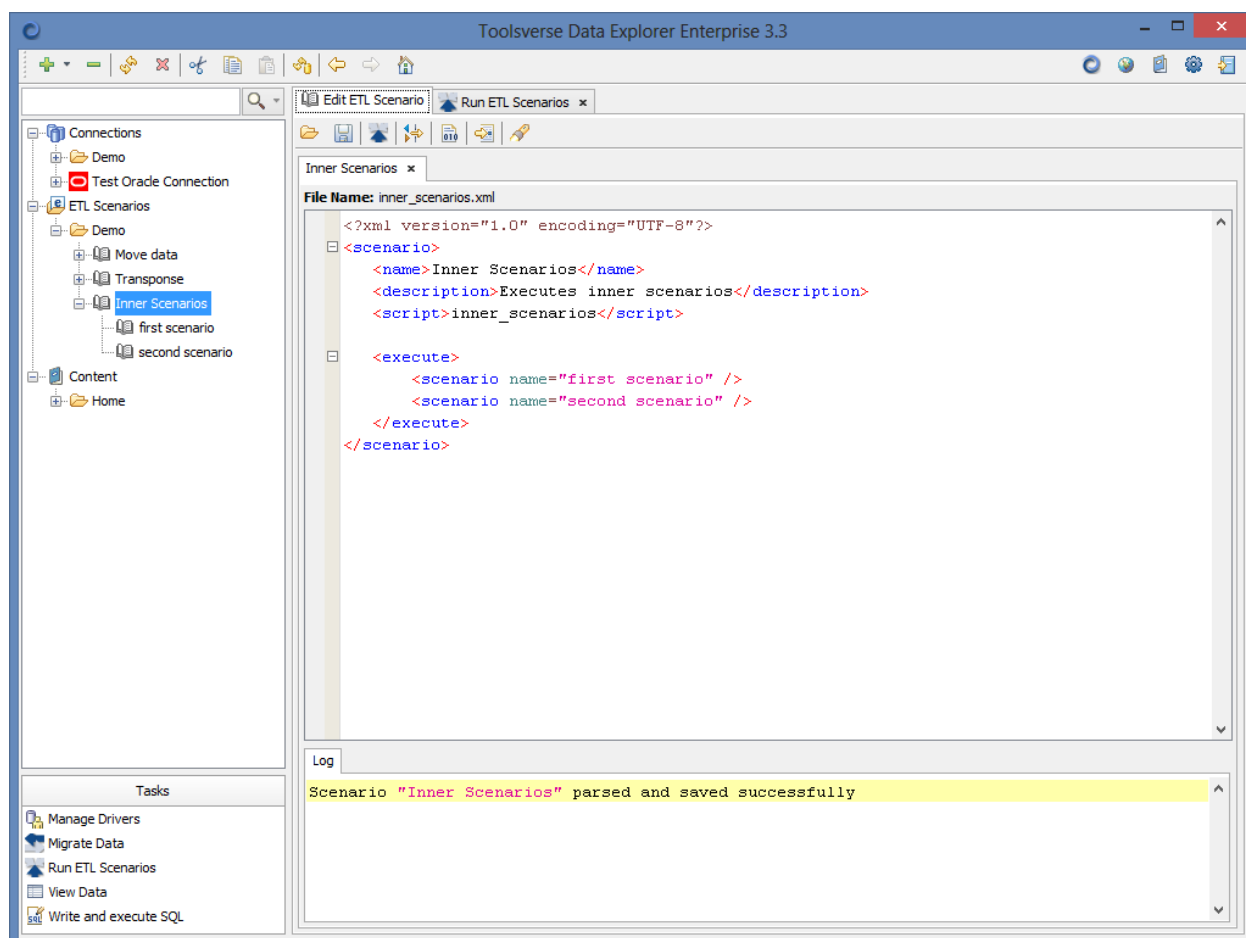 Toolsverse Data Explorer Enterprise 3.3
Edit ETL Scenario
Run ETL Scenarios
Connections
Demo
Test Oracle Connection
ETL Scenarios
Demo
Move data
Transponse
Inner Scenarios
first scenario
second scenario
Content
Home
Inner Scenarios
File Name: inner_scenarios.xml
<?xml version="1.0" encoding="UTF-8"?>
<scenario>
<name>Inner Scenarios</name>
<description>Executes inner scenarios</description>
<script>inner_scenarios</script>
<execute>
<scenario name="first scenario" />
<scenario name="second scenario" />
</execute>
</scenario>
Log
Scenario "Inner Scenarios" parsed and saved successfully
Tasks
Manage Drivers
Migrate Data
Run ETL Scenarios
View Data
Write and execute SQL